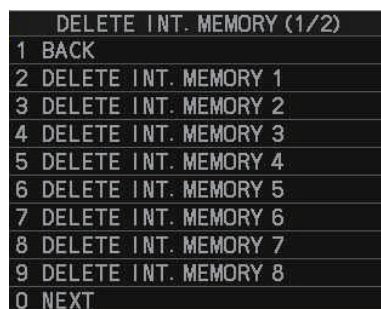 DELETE INT. MEMORY (1/2)
1 BACK
2 DELETE INT. MEMORY 1
3 DELETE INT. MEMORY 2
4 DELETE INT. MEMORY 3
5 DELETE INT. MEMORY 4
6 DELETE INT. MEMORY 5
7 DELETE INT. MEMORY 6
8 DELETE INT. MEMORY 7
9 DELETE INT. MEMORY 8
0 NEXT